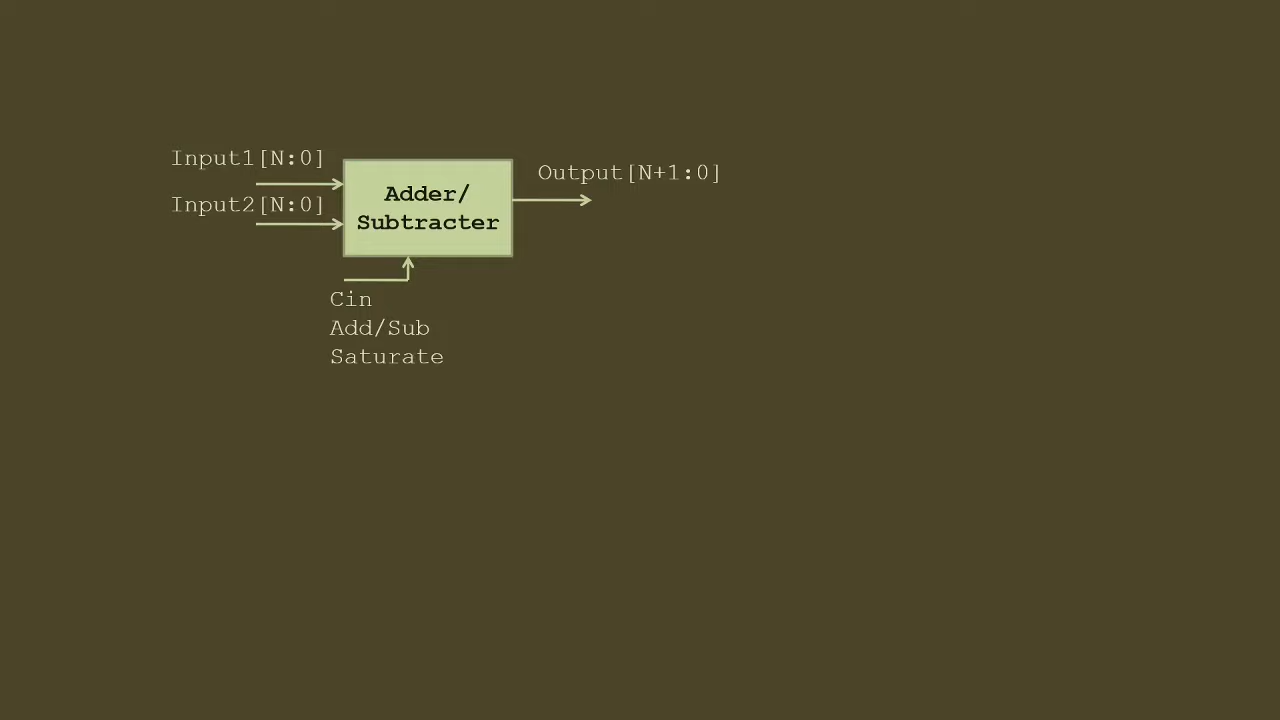 Input1[N:0]
Input2[N:0]
Adder/
Subtracter
Output[N+1:0]
Cin
Add/Sub
Saturate